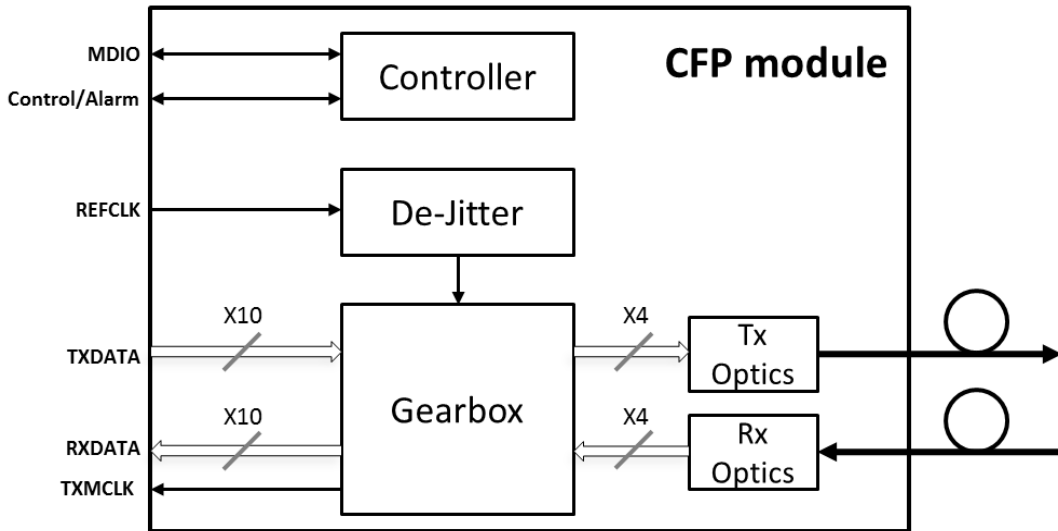 MDIO
Controller
CFP module
Control/Alarm
REFCLK
De-Jitter
X10
X4
TXDATA
Tx
Optics
Gearbox
X10
X4
RXDATA
Rx
Optics
TXMCLK